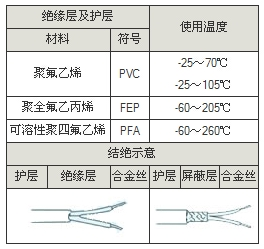 绝缘层及护层 使用温度
材料 符号
聚氟乙烯 PVC -25～70℃
-25～105℃
聚全氟乙丙烯 FEP -60～205℃
可溶性聚四氟乙烯 PFA -60～260℃
结绝示意
护层 绝缘层 合金丝 护层 屏蔽层 合金丝